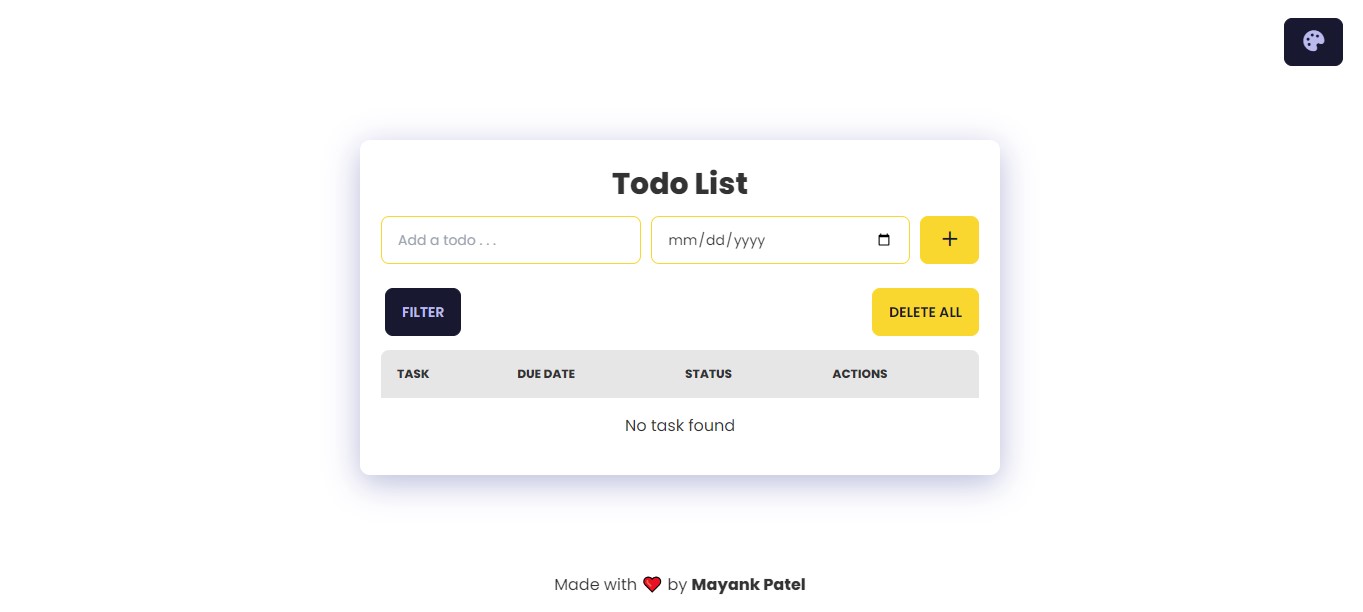 Todo List
Add a todo . . .
mm/dd/yyyy
FILTER
DELETE ALL
TASK DUE DATE STATUS ACTIONS
No task found
Made with ❤ by Mayank Patel